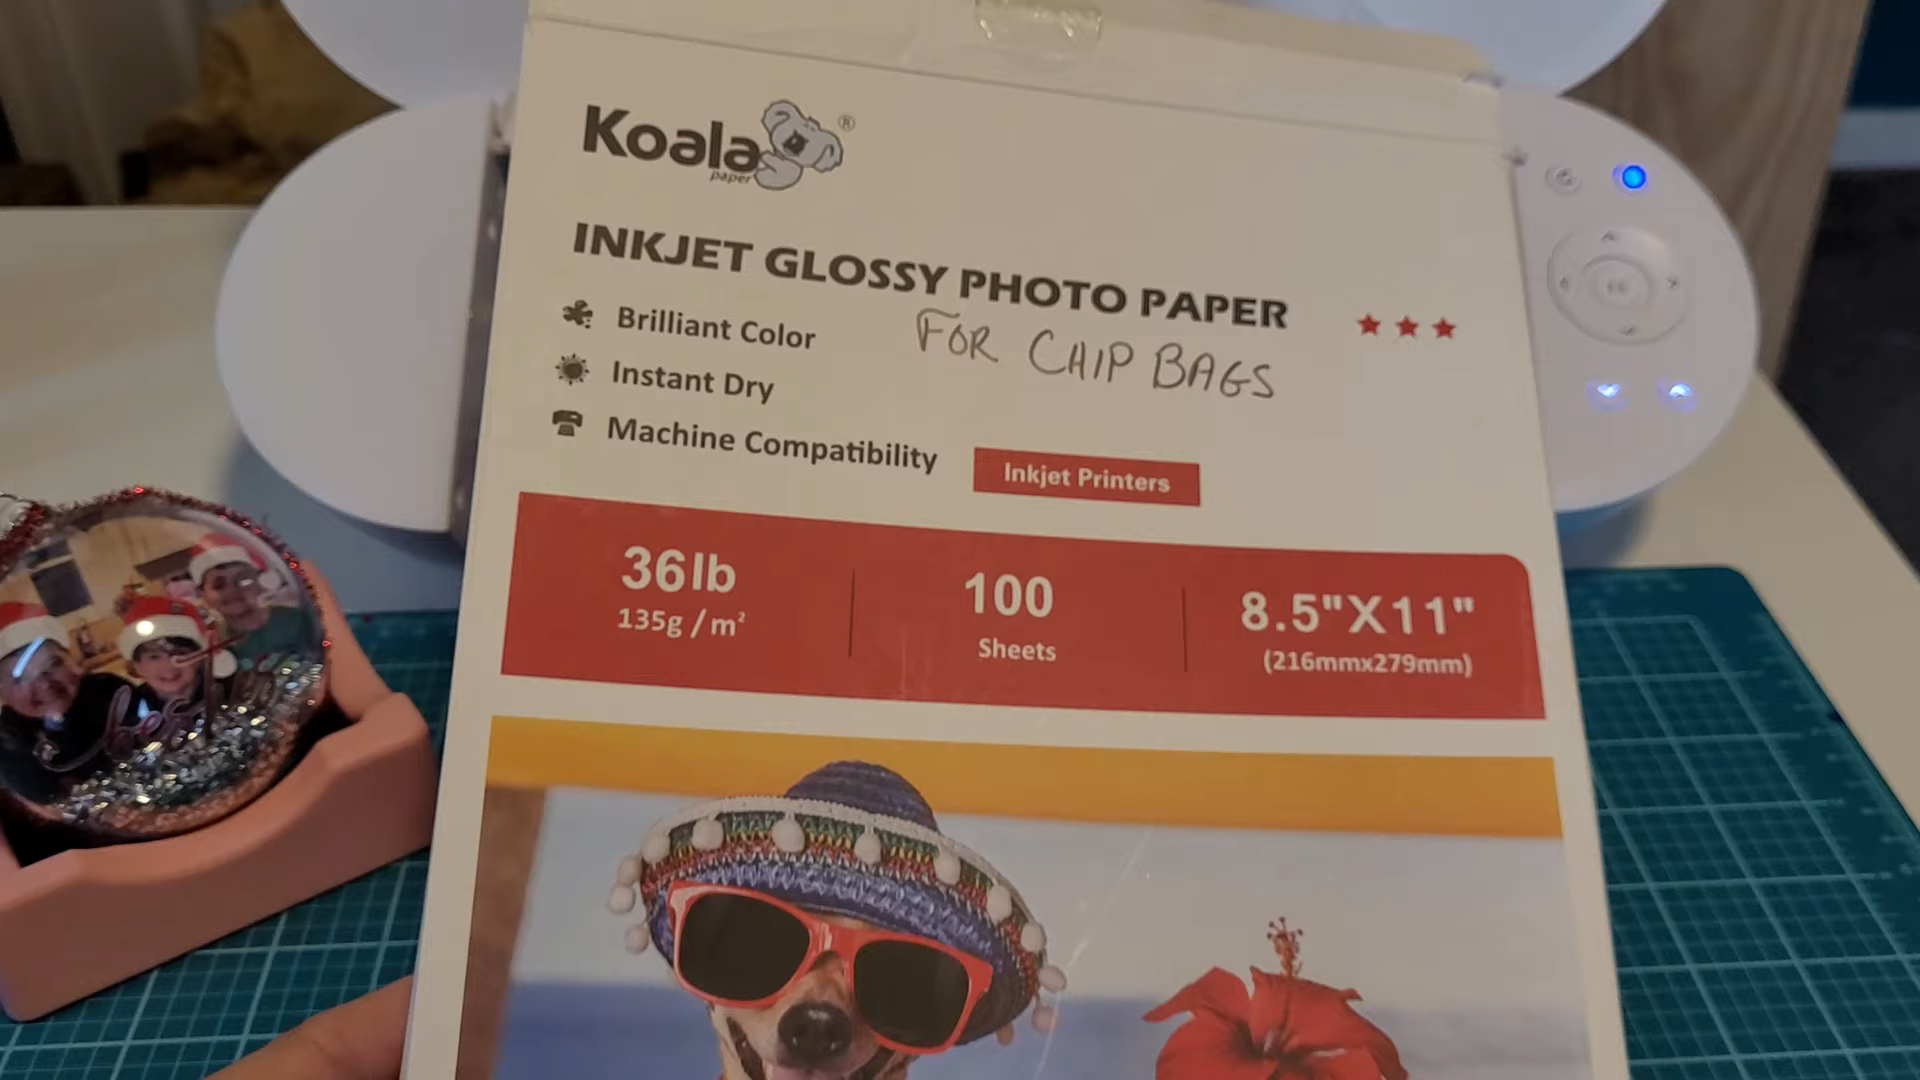 Koala®
paper
INKJET GLOSSY PHOTO PAPER
FOR CHIP BAGS
Brilliant Color
Instant Dry
Machine Compatibility
Inkjet Printers
36lb
135g/m²
100
Sheets
8.5"X11"
(216mmx279mm)